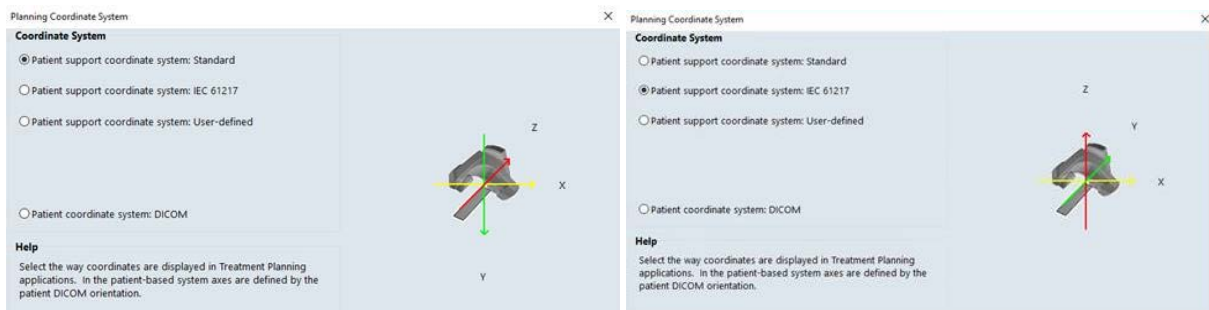 Planning Coordinate System
Coordinate System
Patient support coordinate system: Standard
Patient support coordinate system: IEC 61217
Patient support coordinate system: User-defined
Z
X
Patient coordinate system: DICOM
Help
Select the way coordinates are displayed in Treatment Planning
applications. In the patient-based system axes are defined by the
patient DICOM orientation.
Y
Planning Coordinate System
Coordinate System
Patient support coordinate system: Standard
Patient support coordinate system: IEC 61217
Z
Patient support coordinate system: User-defined
Y
X
Patient coordinate system: DICOM
Help
Select the way coordinates are displayed in Treatment Planning
applications. In the patient-based system axes are defined by the
patient DICOM orientation.